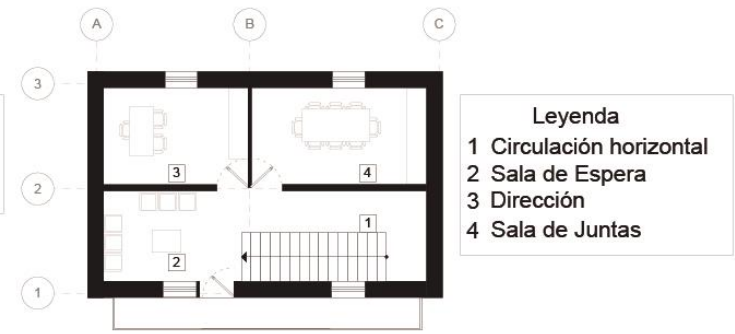 A
B
C
3
2
1
3
4
1
2
Leyenda
1 Circulación horizontal
2 Sala de Espera
3 Dirección
4 Sala de Juntas